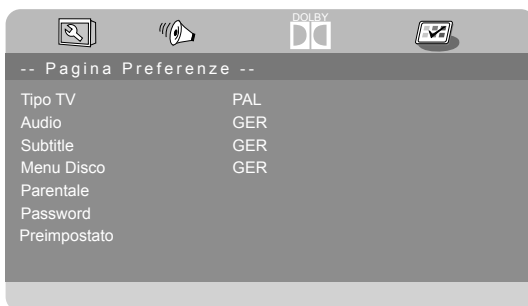 DOLBY
-- Pagina Preferenze --
Tipo TV PAL
Audio GER
Subtitle GER
Menu Disco GER
Parentale
Password
Preimpostato